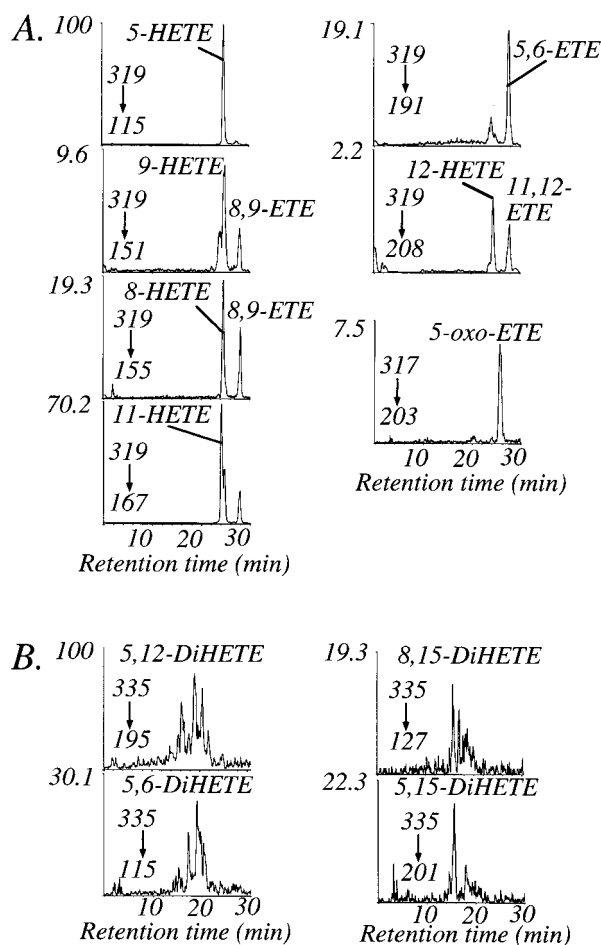 A.
100
5-HETE
319
115
9.6
9-HETE
319
8,9-ETE
151
19.3
8-HETE
8,9-ETE
319
155
70.2
11-HETE
319
167
10 20 30
Retention time (min)
19.1
319
5,6-ETE
191
2.2
12-HETE
319
11,12-
ETE
208
7.5
5-oxo-ETE
317
203
10 20 30
Retention time (min)
B.
100
5,12-DiHETE
335
195
30.1
5,6-DiHETE
335
115
10 20 30
Retention time (min)
19.3
8,15-DiHETE
335
127
22.3
5,15-DiHETE
335
201
10 20 30
Retention time (min)